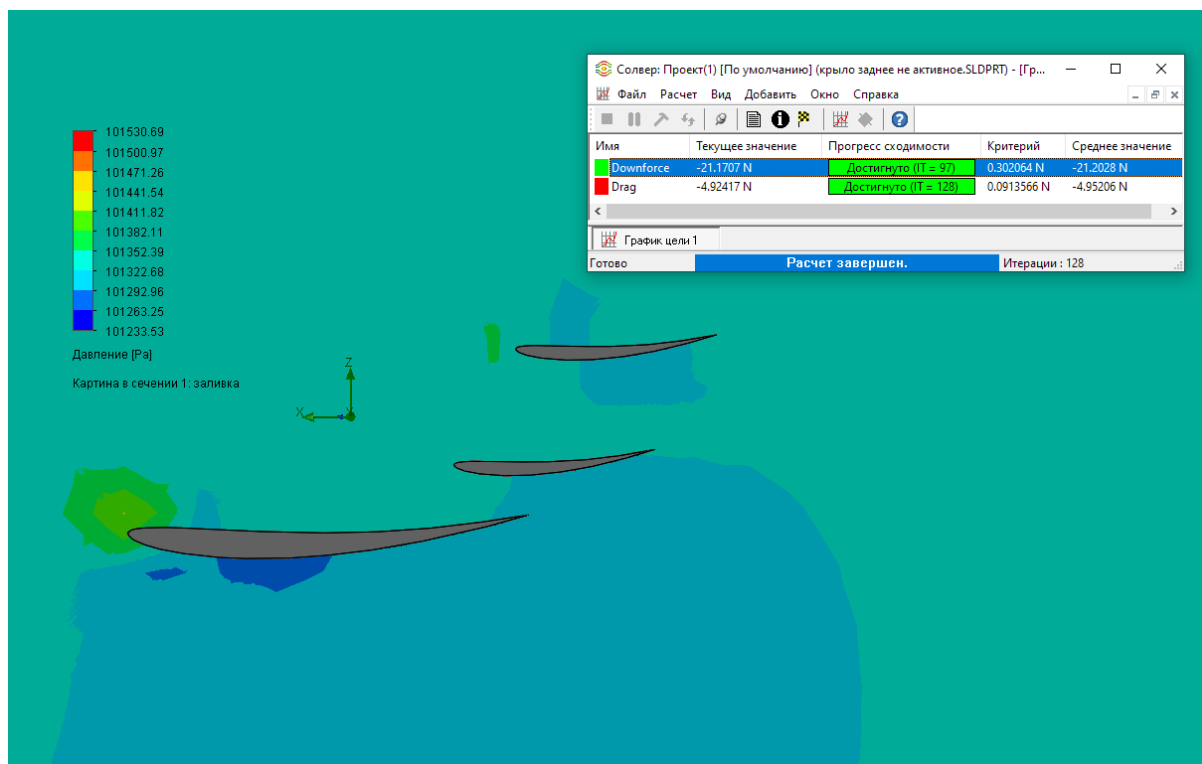 Солвер: Проект(1) [По умолчанию] (крыло заднее не активное.SLDPRT) - [Гр...
Файл Расчет Вид Добавить Окно Справка
Имя Текущее значение Прогресс сходимости Критерий Среднее значение
Downforce -21.1707 N Достигнуто (IT = 97) 0.302064 N -21.2028 N
Drag -4.92417 N Достигнуто (IT = 128) 0.0913566 N -4.95206 N
График цели 1
Готово Расчет завершен. Итерации : 128
101530.69
101500.97
101471.26
101441.54
101411.82
101382.11
101352.39
101322.68
101292.96
101263.25
101233.53
Давление [Pa]
Картина в сечении 1: заливка
Z
X
Y